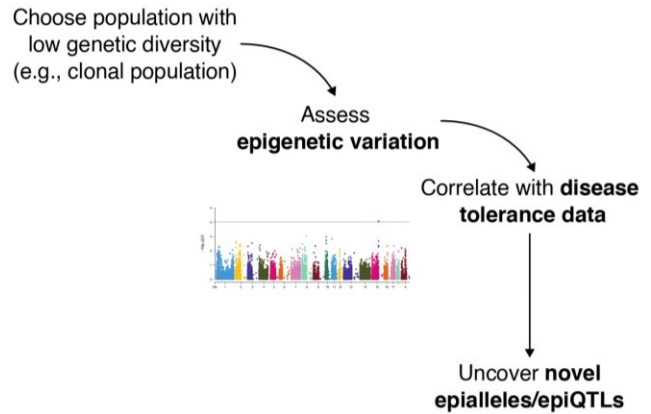 Choose population with
low genetic diversity
(e.g., clonal population)
Assess
epigenetic variation
Correlate with disease
tolerance data
Uncover novel
epialleles/epiQTLs